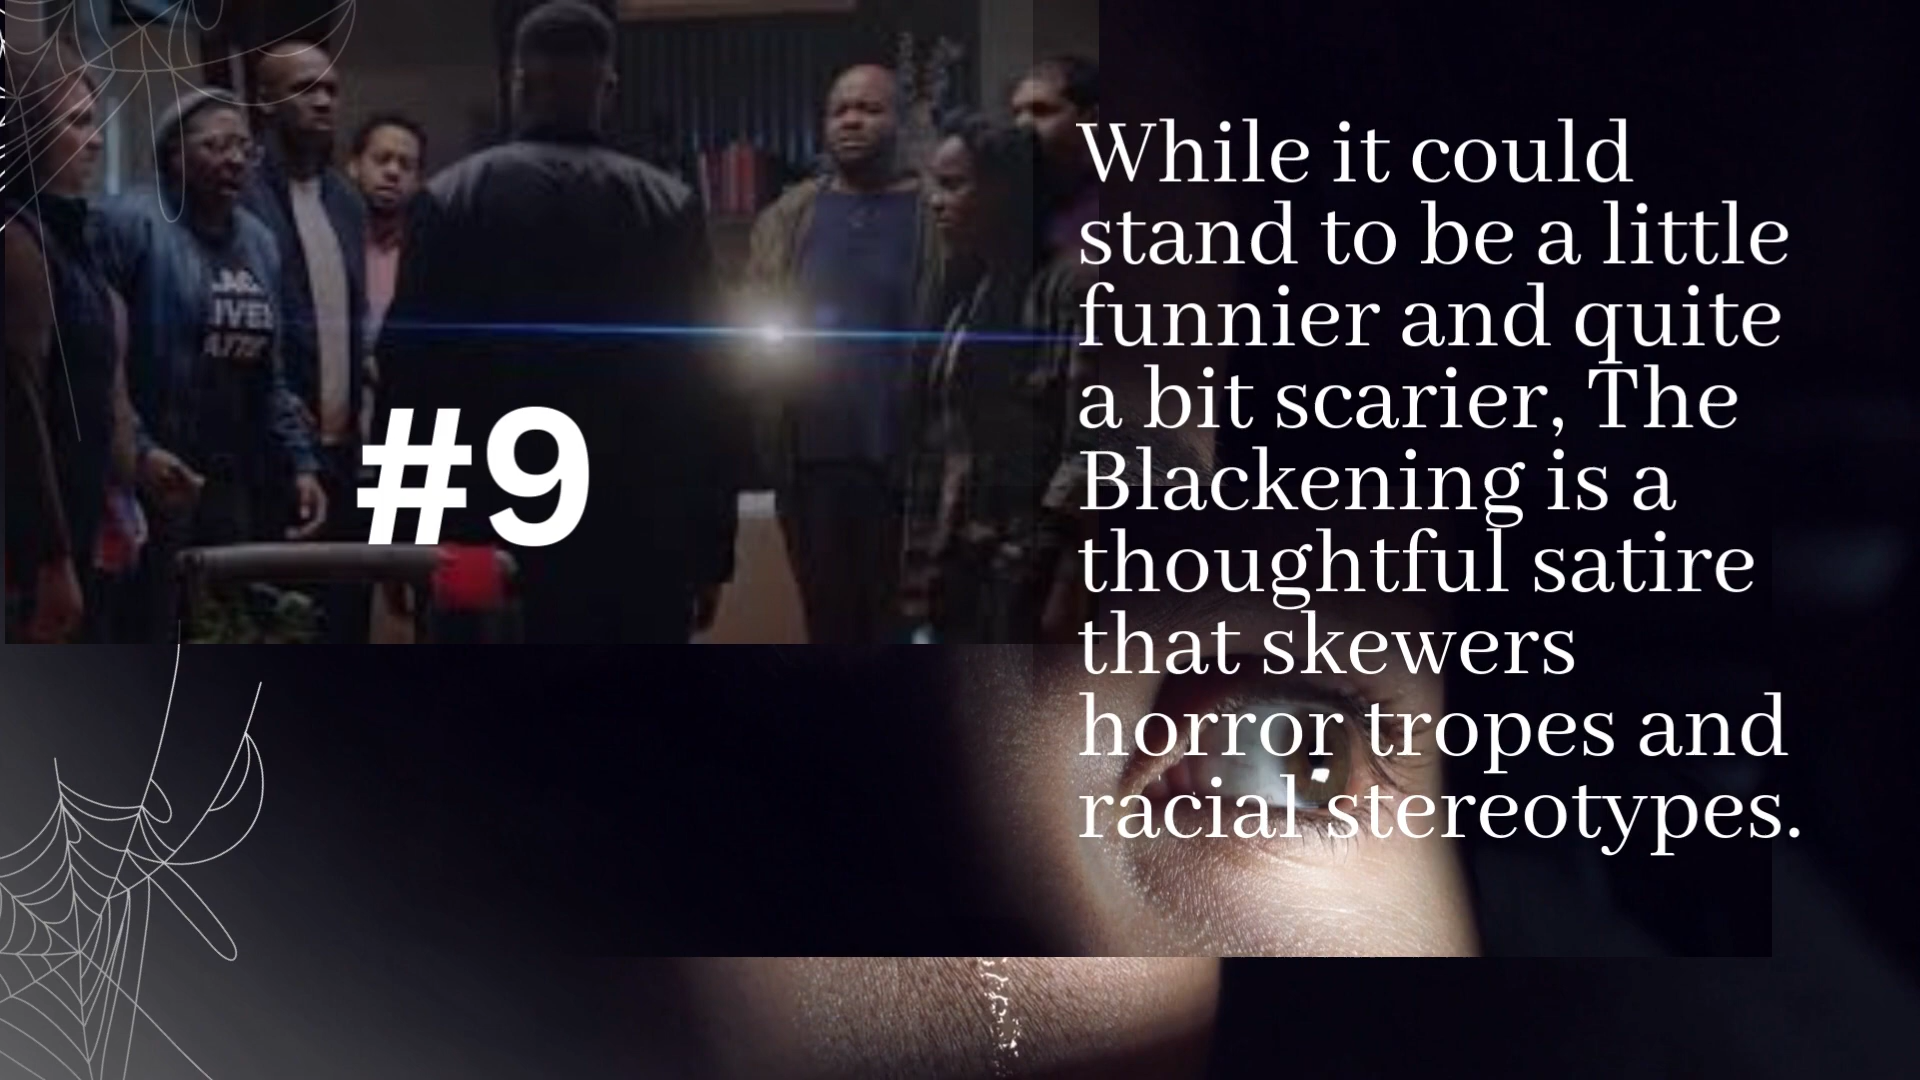 #9
While it could
stand to be a little
funnier and quite
a bit scarier, The
Blackening is a
thoughtful satire
that skewers
horror tropes and
racial stereotypes.